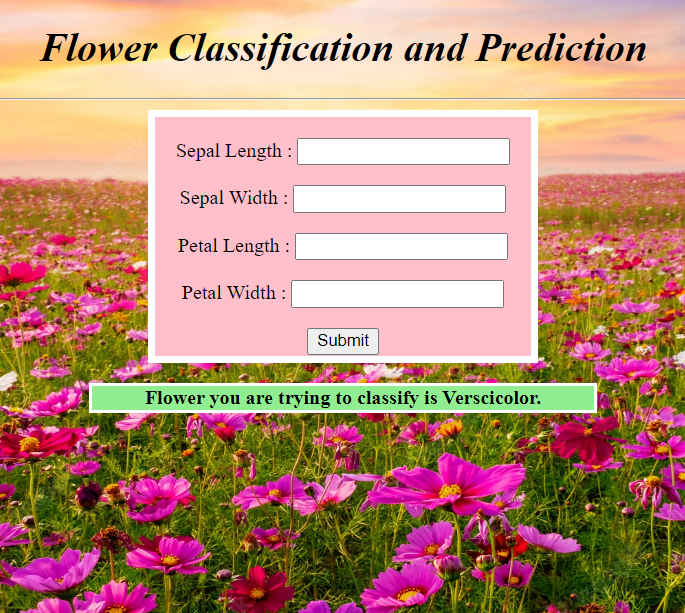 Flower Classification and Prediction
Sepal Length :
Sepal Width :
Petal Length :
Petal Width :
Submit
Flower you are trying to classify is Verscicolor.